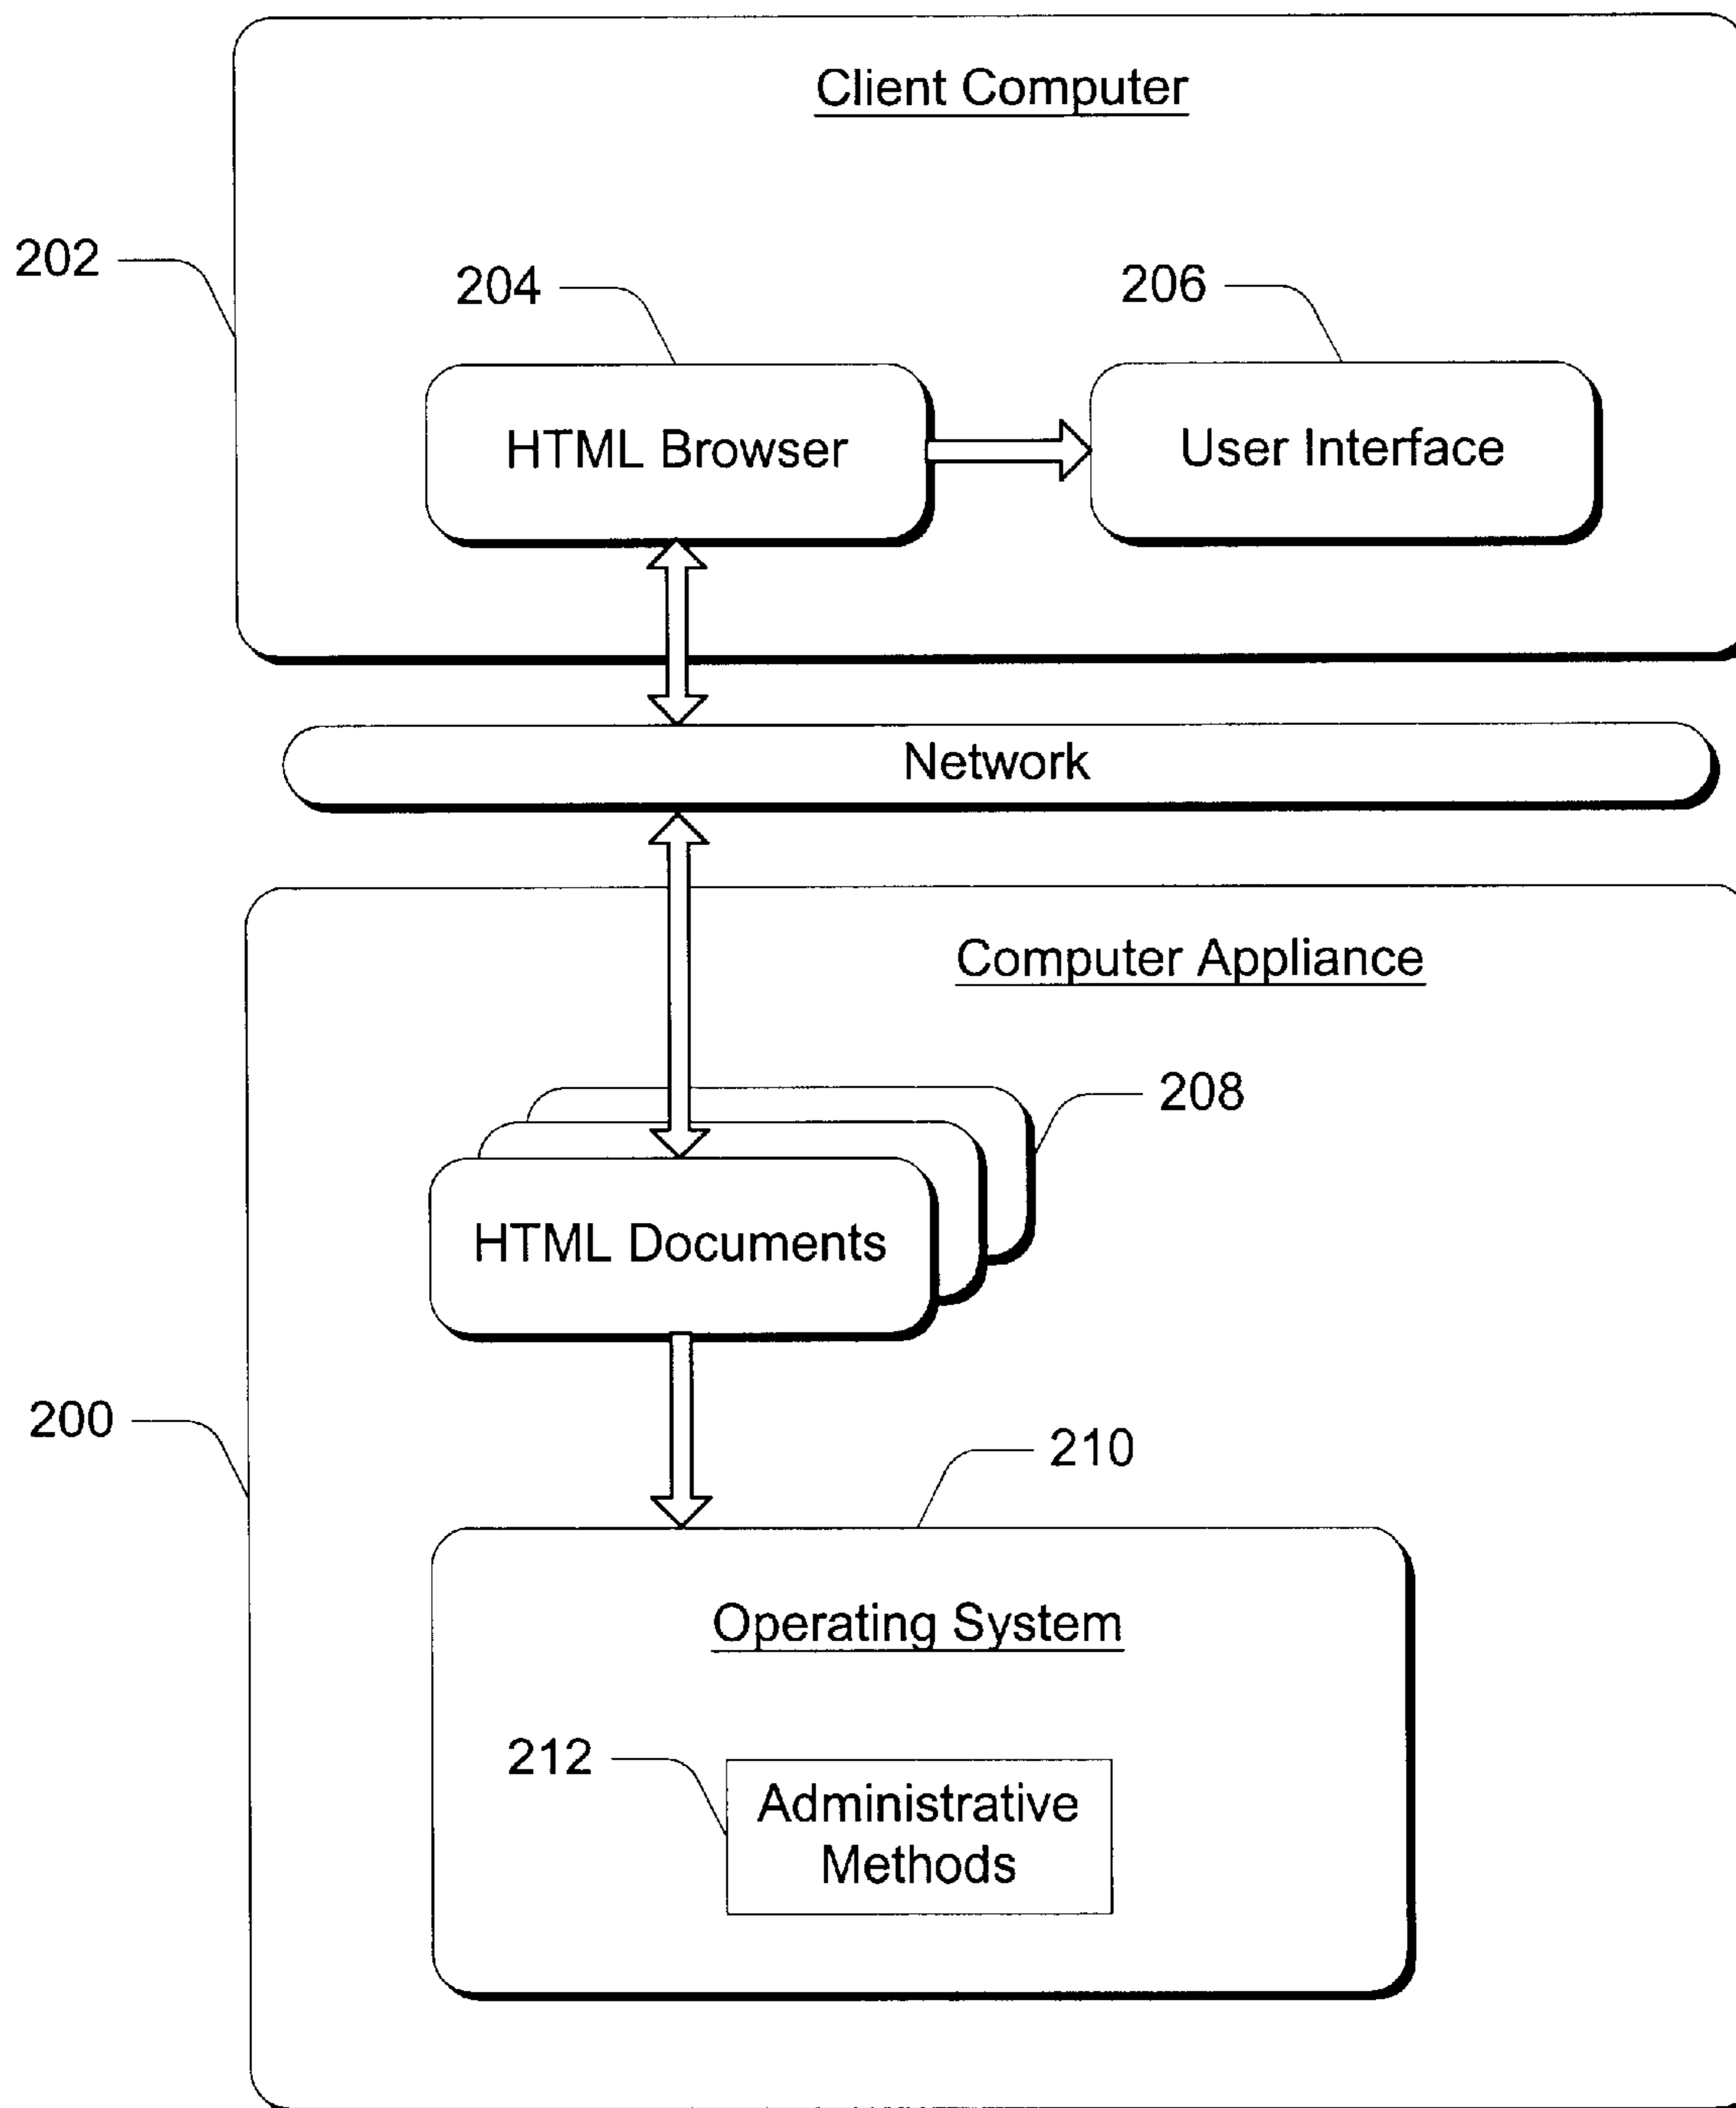 Client Computer
202
204
206
HTML Browser
User Interface
Network
Computer Appliance
208
HTML Documents
200
210
Operating System
212
Administrative
Methods